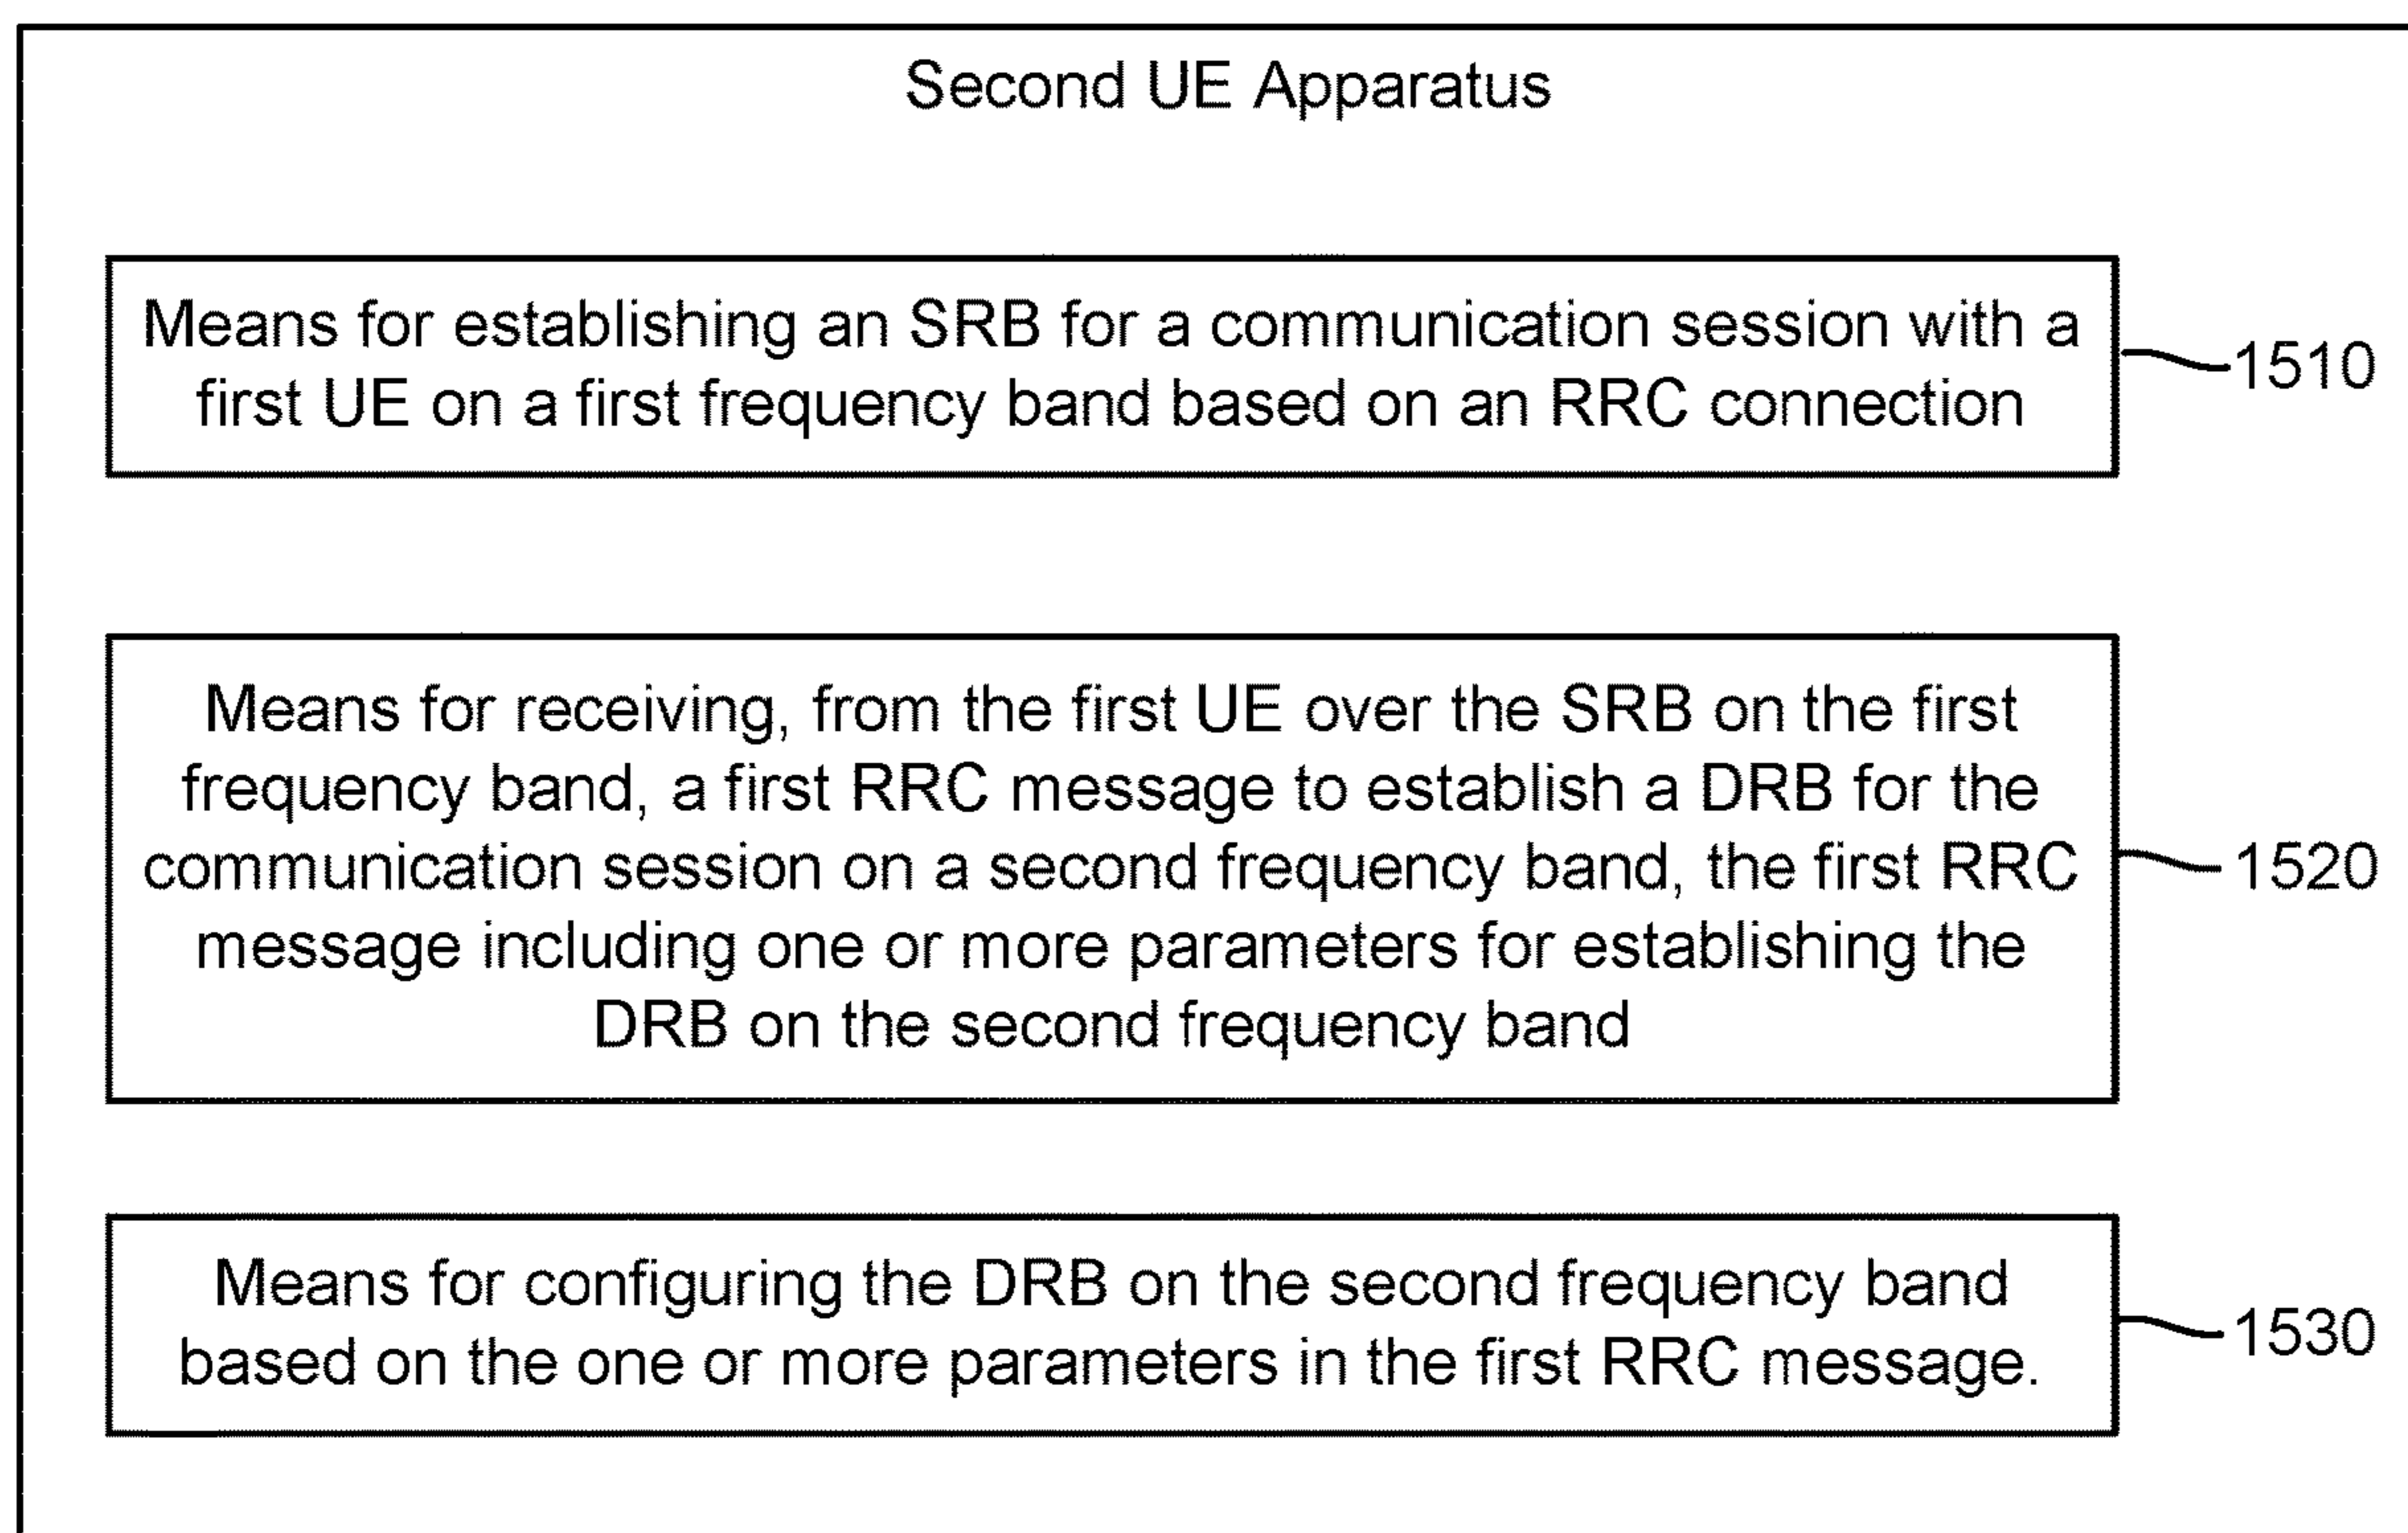 Second UE Apparatus
Means for establishing an SRB for a communication session with a
first UE on a first frequency band based on an RRC connection
1510
Means for receiving, from the first UE over the SRB on the first
frequency band, a first RRC message to establish a DRB for the
communication session on a second frequency band, the first RRC
message including one or more parameters for establishing the
DRB on the second frequency band
1520
Means for configuring the DRB on the second frequency band
based on the one or more parameters in the first RRC message.
1530